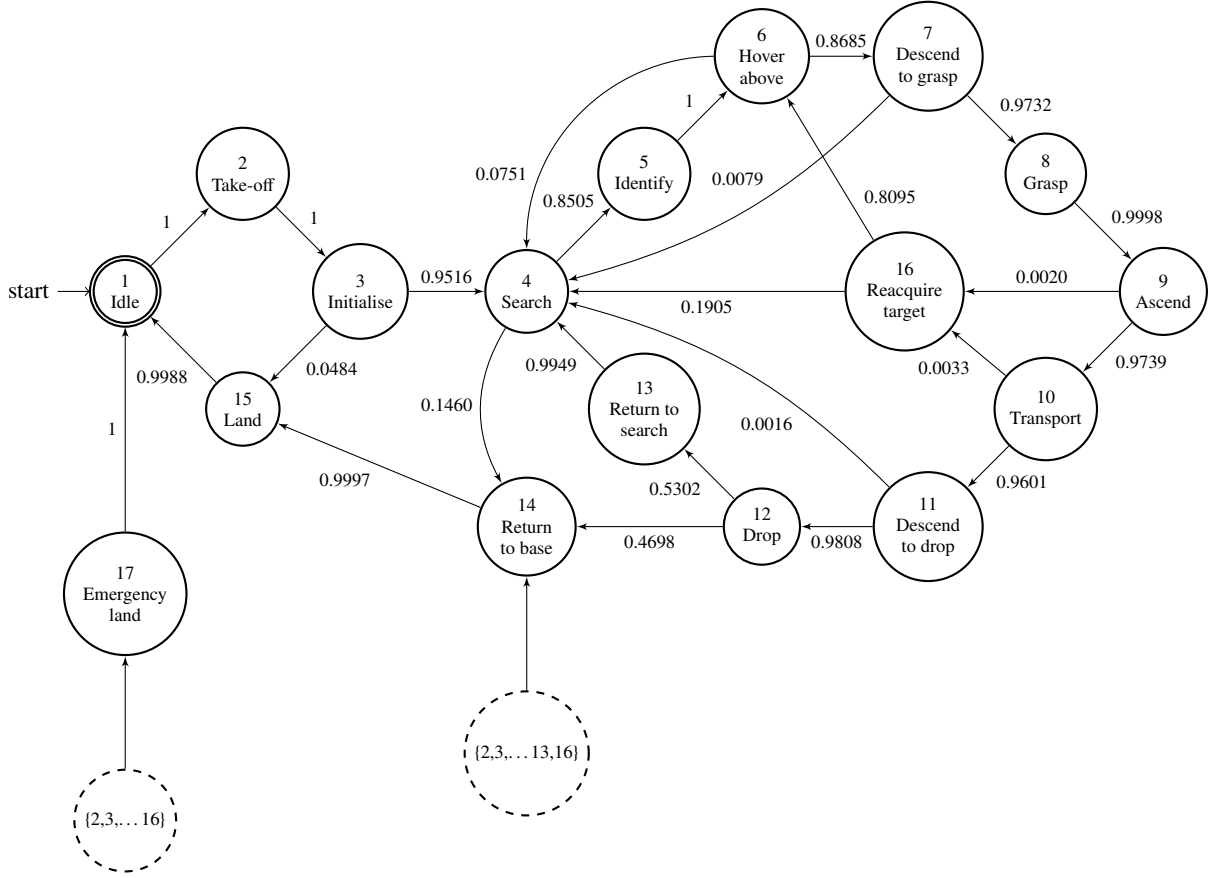 6
Hover
above
0.8685
7
Descend
to grasp
0.9732
1
2
Take-off
5
Identify
8
Grasp
0.0751
0.8505
0.0079
0.8095
0.9998
1
1
start
1
Idle
3
Initialise
0.9516
4
Search
0.1905
16
Reacquire
target
0.0020
9
Ascend
0.9988
0.0484
0.9949
0.0033
0.9739
15
Land
0.1460
13
Return to
search
0.0016
10
Transport
1
0.9997
0.5302
0.9601
14
Return
to base
0.4698
12
Drop
0.9808
11
Descend
to drop
17
Emergency
land
{2,3,...13,16}
{2,3,...16}